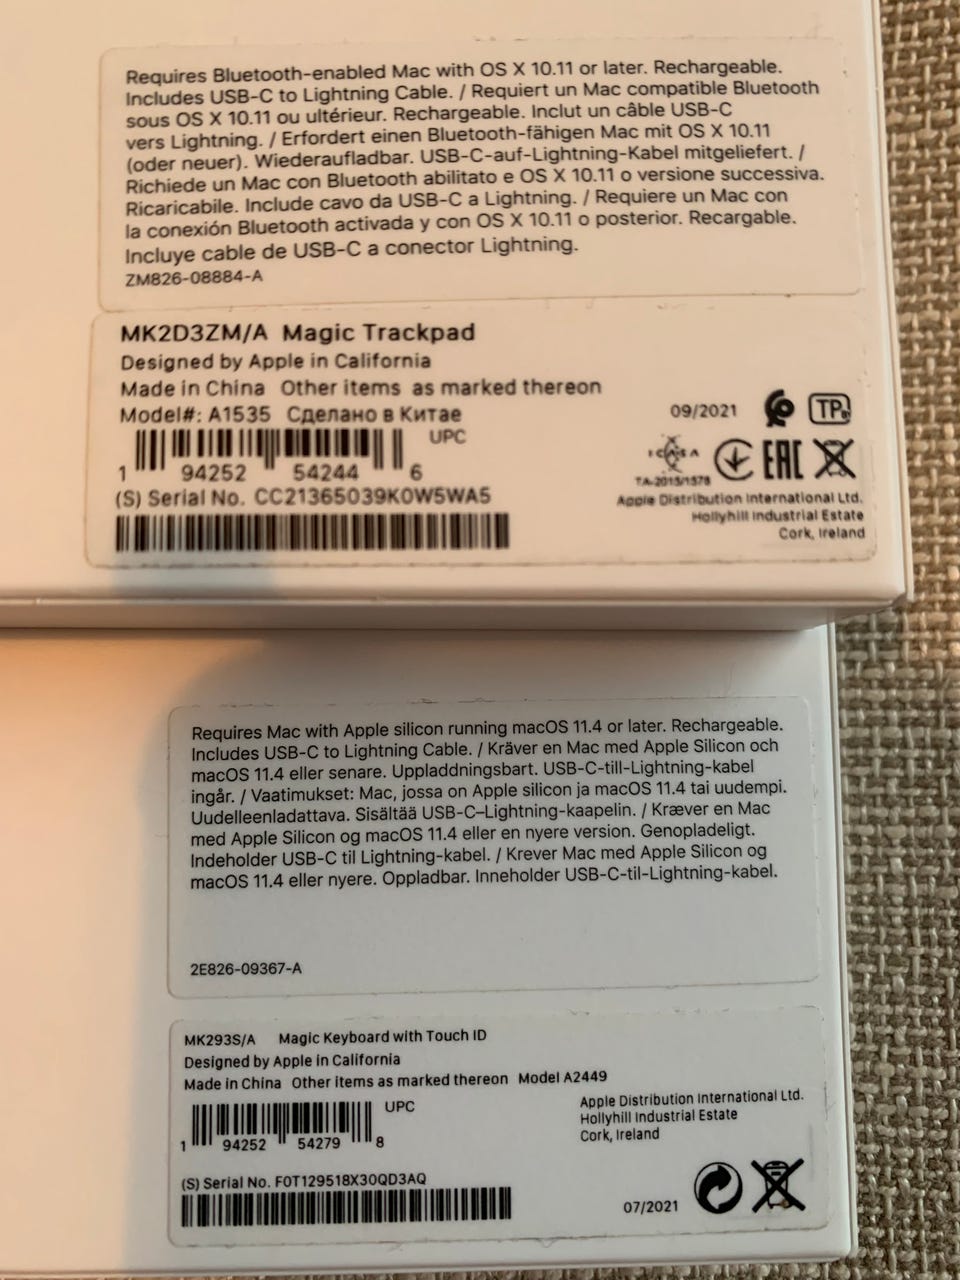 Requires Bluetooth-enabled Mac with OS X 10.11 or later. Rechargeable.
Includes USB-C to Lightning Cable. / Requiert un Mac compatible Bluetooth
sous OS X 10.11 ou ultérieur. Rechargeable. Inclut un câble USB-C
vers Lightning. / Erfordert einen Bluetooth-fähigen Mac mit OS X 10.11
(oder neuer). Wiederaufladbar. USB-C-auf-Lightning-Kabel mitgeliefert. /
Richiede un Mac con Bluetooth abilitato e OS X 10.11 o versione successiva.
Ricaricabile. Include cavo da USB-C a Lightning. / Requiere un Mac con
la conexión Bluetooth activada y con OS X 10.11 o posterior. Recargable.
Incluye cable de USB-C a conector Lightning.
ZM826-08884-A
MK2D3ZM/A Magic Trackpad
Designed by Apple in California
Made in China Other items as marked thereon
Model#: A1535 Сделано в Китае
UPC
1 94252 54244 6
(S) Serial No. CC21365039K0W5WA5
09/2021
TP
ICASA
TA-2015/1578
EAC
Apple Distribution International Ltd.
Hollyhill Industrial Estate
Cork, Ireland
Requires Mac with Apple silicon running macOS 11.4 or later. Rechargeable.
Includes USB-C to Lightning Cable. / Kräver en Mac med Apple Silicon och
macOS 11.4 eller senare. Uppladdningsbart. USB-C-till-Lightning-kabel
ingår. / Vaatimukset: Mac, jossa on Apple silicon ja macOS 11.4 tai uudempi.
Uudelleenladattava. Sisältää USB-C–Lightning-kaapelin. / Kræver en Mac
med Apple Silicon og macOS 11.4 eller en nyere version. Genopladeligt.
Indeholder USB-C til Lightning-kabel. / Krever Mac med Apple Silicon og
macOS 11.4 eller nyere. Oppladbar. Inneholder USB-C-til-Lightning-kabel.
2E826-09367-A
MK293S/A Magic Keyboard with Touch ID
Designed by Apple in California
Made in China Other items as marked thereon Model A2449
UPC
1 94252 54279 8
(S) Serial No. F0T129518X30QD3AQ
Apple Distribution International Ltd.
Hollyhill Industrial Estate
Cork, Ireland
07/2021